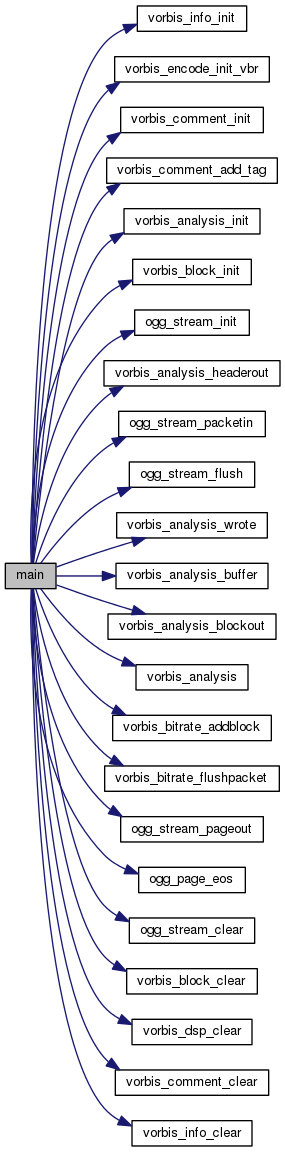 vorbis_info_init
vorbis_encode_init_vbr
vorbis_comment_init
vorbis_comment_add_tag
vorbis_analysis_init
vorbis_block_init
ogg_stream_init
vorbis_analysis_headerout
ogg_stream_packetin
ogg_stream_flush
vorbis_analysis_wrote
main
vorbis_analysis_buffer
vorbis_analysis_blockout
vorbis_analysis
vorbis_bitrate_addblock
vorbis_bitrate_flushpacket
ogg_stream_pageout
ogg_page_eos
ogg_stream_clear
vorbis_block_clear
vorbis_dsp_clear
vorbis_comment_clear
vorbis_info_clear